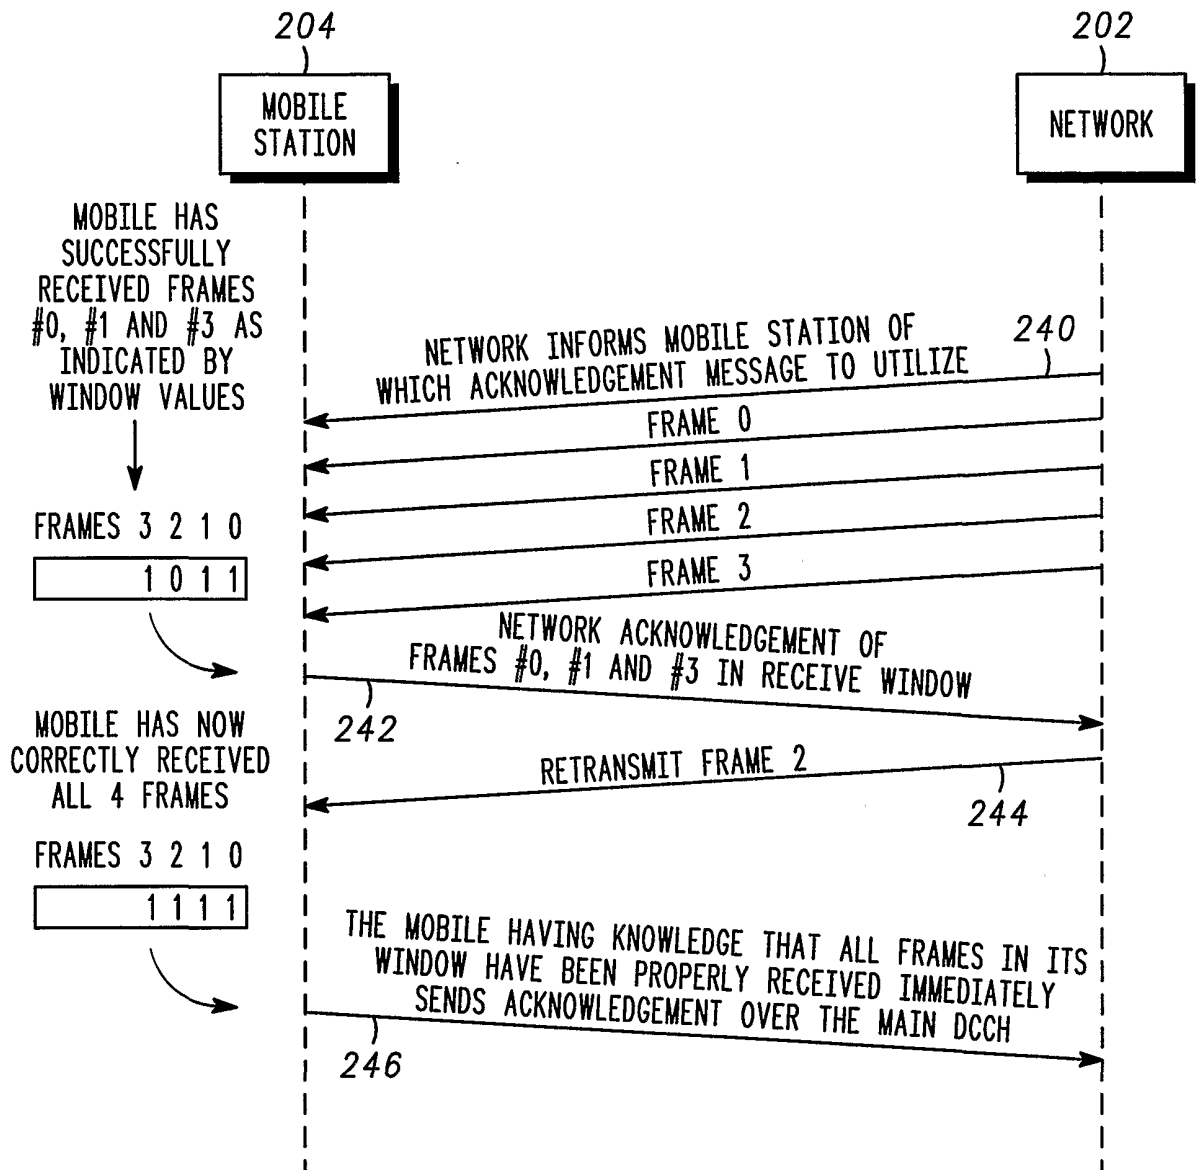 204
202
MOBILE
STATION
NETWORK
MOBILE HAS
SUCCESSFULLY
RECEIVED FRAMES
#0, #1 AND #3 AS
INDICATED BY
WINDOW VALUES
NETWORK INFORMS MOBILE STATION OF
WHICH ACKNOWLEDGEMENT MESSAGE TO UTILIZE
240
FRAME 0
FRAME 1
FRAME 2
FRAME 3
FRAMES 3 2 1 0
1 0 1 1
NETWORK ACKNOWLEDGEMENT OF
FRAMES #0, #1 AND #3 IN RECEIVE WINDOW
242
MOBILE HAS NOW
CORRECTLY RECEIVED
ALL 4 FRAMES
RETRANSMIT FRAME 2
244
FRAMES 3 2 1 0
1 1 1 1
THE MOBILE HAVING KNOWLEDGE THAT ALL FRAMES IN ITS
WINDOW HAVE BEEN PROPERLY RECEIVED IMMEDIATELY
SENDS ACKNOWLEDGEMENT OVER THE MAIN DCCH
246